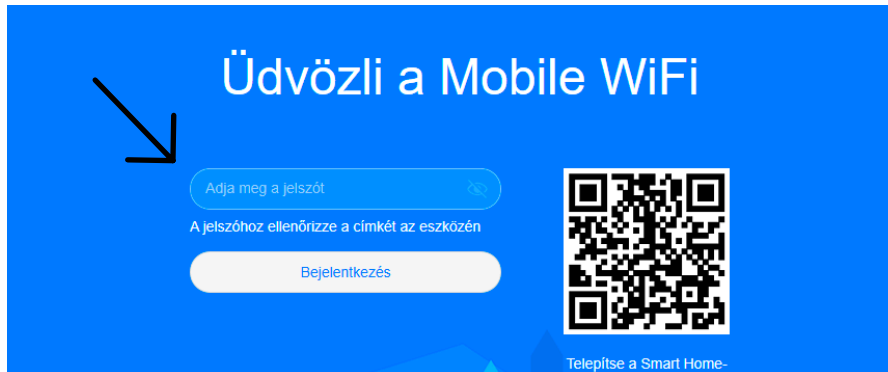 Üdvözli a Mobile WiFi
Adja meg a jelszót
A jelszóhoz ellenőrizze a címkét az eszközén
Bejelentkezés
Telepítse a Smart Home-